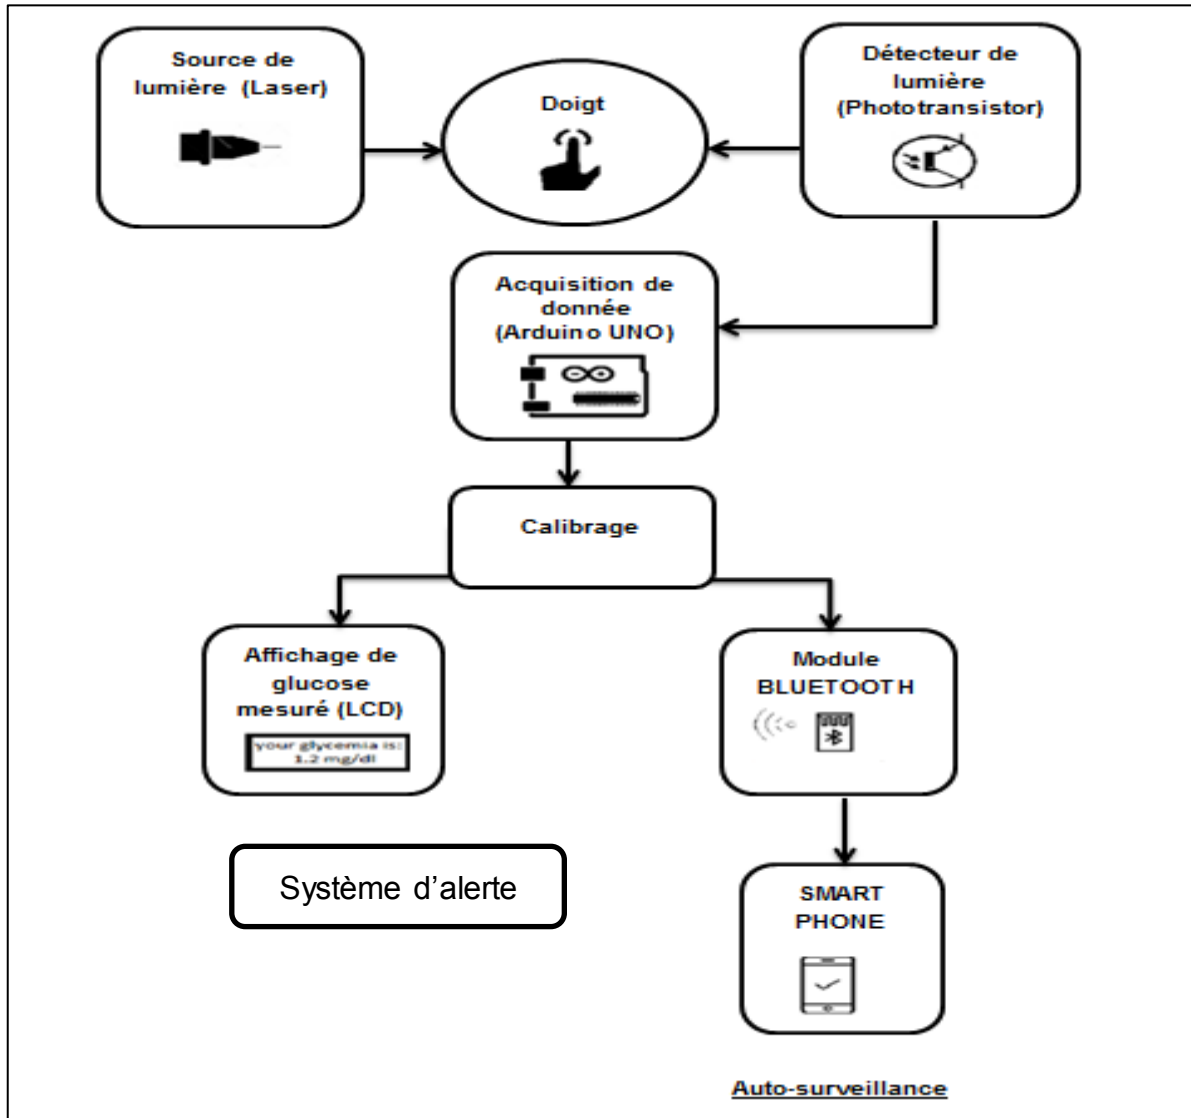 Source de
lumière (Laser)
Doigt
Détecteur de
lumière
(Phototransistor)
Acquisition de
donnée
(Arduino UNO)
Calibrage
Affichage de
glucose
mesuré (LCD)
your glycemia is:
1.2 mg/dl
Module
BLUETOOTH
Système d’alerte
SMART
PHONE
Auto-surveillance